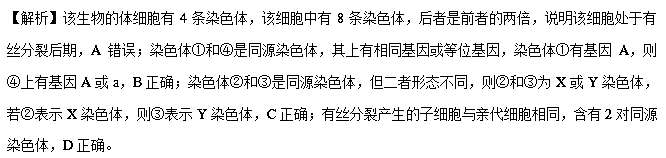 【解析】该生物的体细胞有 4 条染色体，该细胞中有 8 条染色体，后者是前者的两倍，说明该细胞处于有
丝分裂后期，A 错误；染色体①和④是同源染色体，其上有相同基因或等位基因，染色体①有基因 A，则
④上有基因 A 或 a，B 正确；染色体②和③是同源染色体，但二者形态不同，则②和③为 X 或 Y 染色体，
若②表示 X 染色体，则③表示 Y 染色体，C 正确；有丝分裂产生的子细胞与亲代细胞相同，含有 2 对同源
染色体，D 正确。